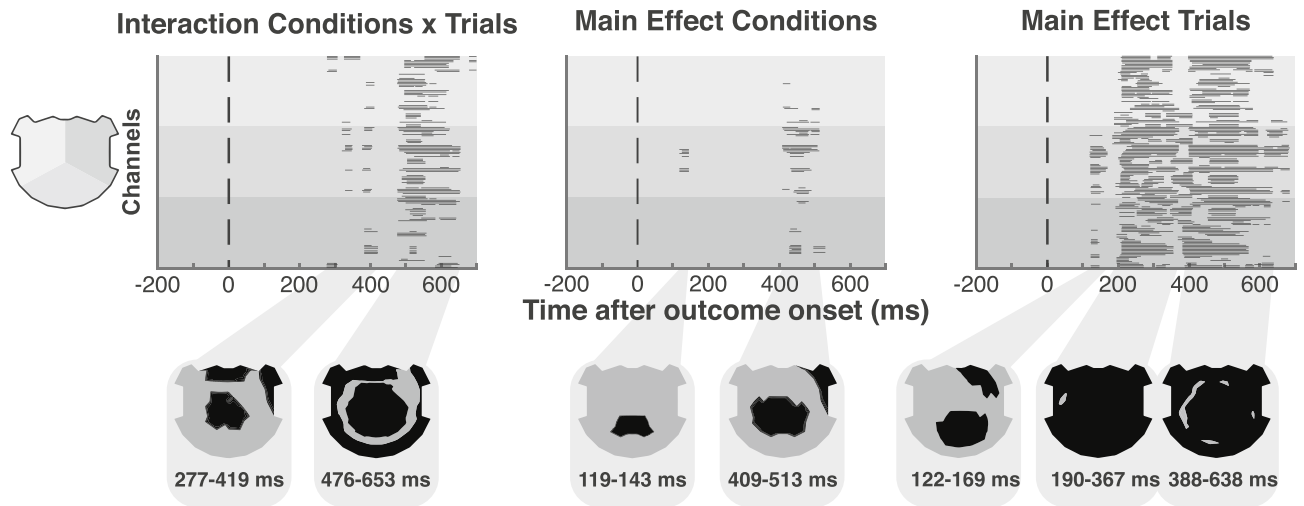 Interaction Conditions x Trials
Main Effect Conditions
Main Effect Trials
Channels
-200 0 200 400 600
-200 0 200 400 600
-200 0 200 400 600
Time after outcome onset (ms)
277-419 ms
476-653 ms
119-143 ms
409-513 ms
122-169 ms
190-367 ms
388-638 ms